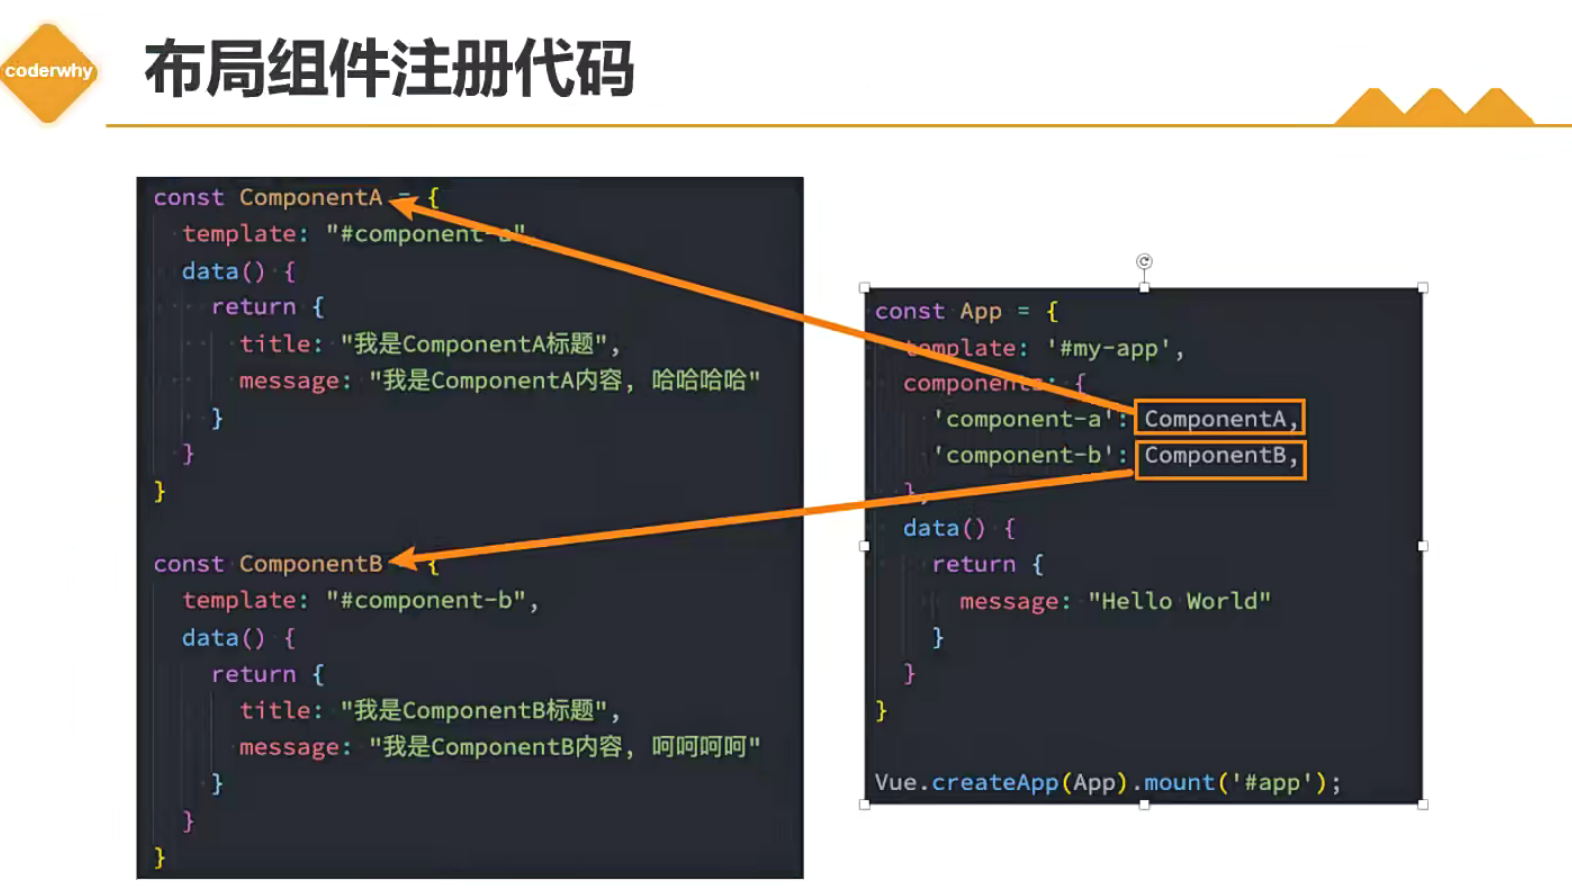 coderwhy
布局组件注册代码
const ComponentA = {
template: "#component-a",
data() {
return {
title: "我是ComponentA标题",
message: "我是ComponentA内容, 哈哈哈哈"
}
}
}
const ComponentB = {
template: "#component-b",
data() {
return {
title: "我是ComponentB标题",
message: "我是ComponentB内容, 呵呵呵呵"
}
}
}
const App = {
template: '#my-app',
components: {
'component-a': ComponentA,
'component-b': ComponentB,
},
data() {
return {
message: "Hello World"
}
}
}
Vue.createApp(App).mount('#app');